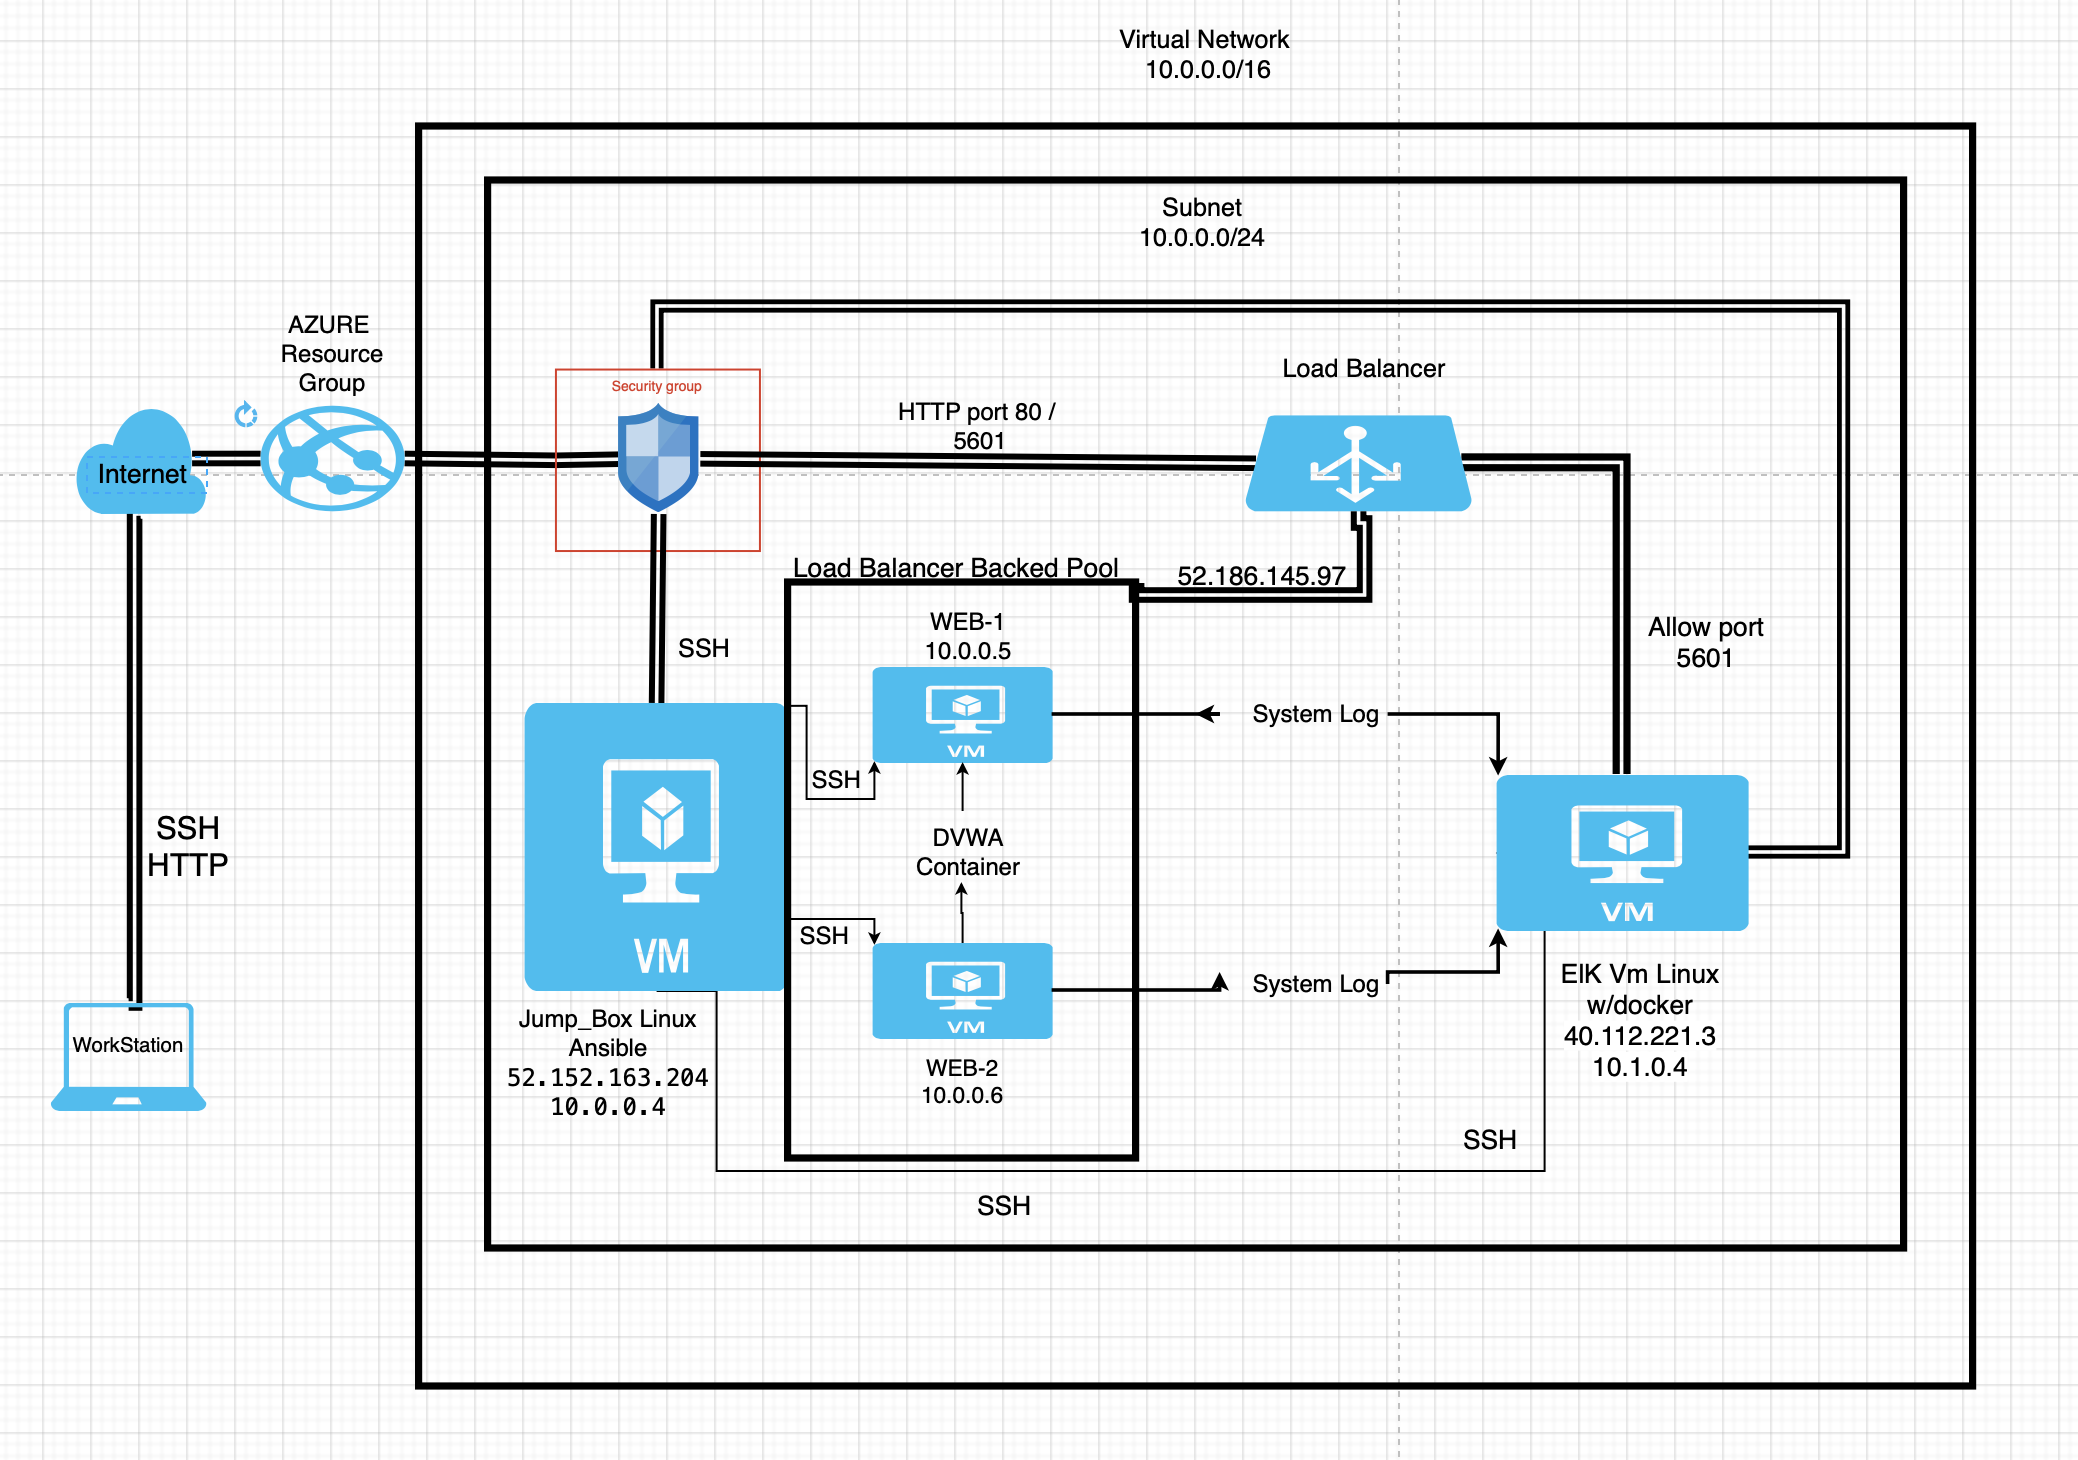 Virtual Network
10.0.0.0/16
Subnet
10.0.0.0/24
AZURE
Resource
Group
Internet
Security group
HTTP port 80 /
5601
Load Balancer
Load Balancer Backed Pool
52.186.145.97
WEB-1
10.0.0.5
SSH
Allow port
5601
VM
System Log
SSH
DVWA
Container
SSH
HTTP
VM
VM
SSH
VM
System Log
WEB-2
10.0.0.6
WorkStation
Jump_Box Linux
Ansible
52.152.163.204
10.0.0.4
ElK Vm Linux
w/docker
40.112.221.3
10.1.0.4
SSH
SSH